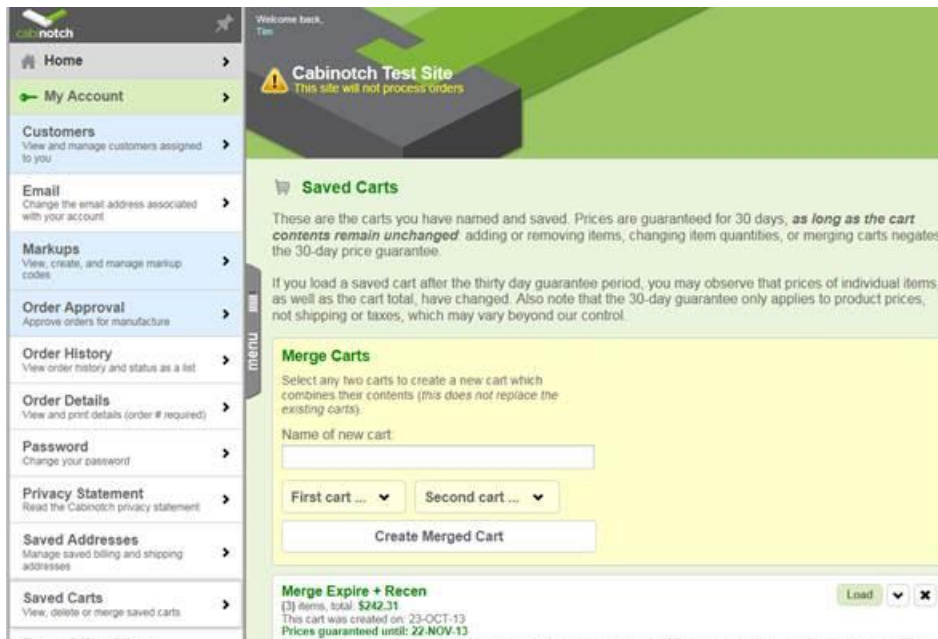 cabinotch
Home
My Account
Customers
View and manage customers assigned
to you
Email
Change the email address associated
with your account
Markups
View, create, and manage markup
codes
Order Approval
Approve orders for manufacture
Order History
View order history and status as a list
Order Details
View and print details (order # required)
Password
Change your password
Privacy Statement
Read the Cabinotch privacy statement
Saved Addresses
Manage saved billing and shipping
addresses
Saved Carts
View, delete or merge saved carts
menu
Welcome back,
Tim
Cabinotch Test Site
This site will not process orders
Saved Carts
These are the carts you have named and saved. Prices are guaranteed for 30 days, as long as the cart
contents remain unchanged: adding or removing items, changing item quantities, or merging carts negates
the 30-day price guarantee.
If you load a saved cart after the thirty day guarantee period, you may observe that prices of individual items,
as well as the cart total, have changed. Also note that the 30-day guarantee only applies to product prices,
not shipping or taxes, which may vary beyond our control.
Merge Carts
Select any two carts to create a new cart which
combines their contents (this does not replace the
existing carts).
Name of new cart:
First cart ...
Second cart ...
Create Merged Cart
Merge Expire + Recen
(3) items, total: $242.31
This cart was created on: 23-OCT-13
Prices guaranteed until: 22-NOV-13
Load